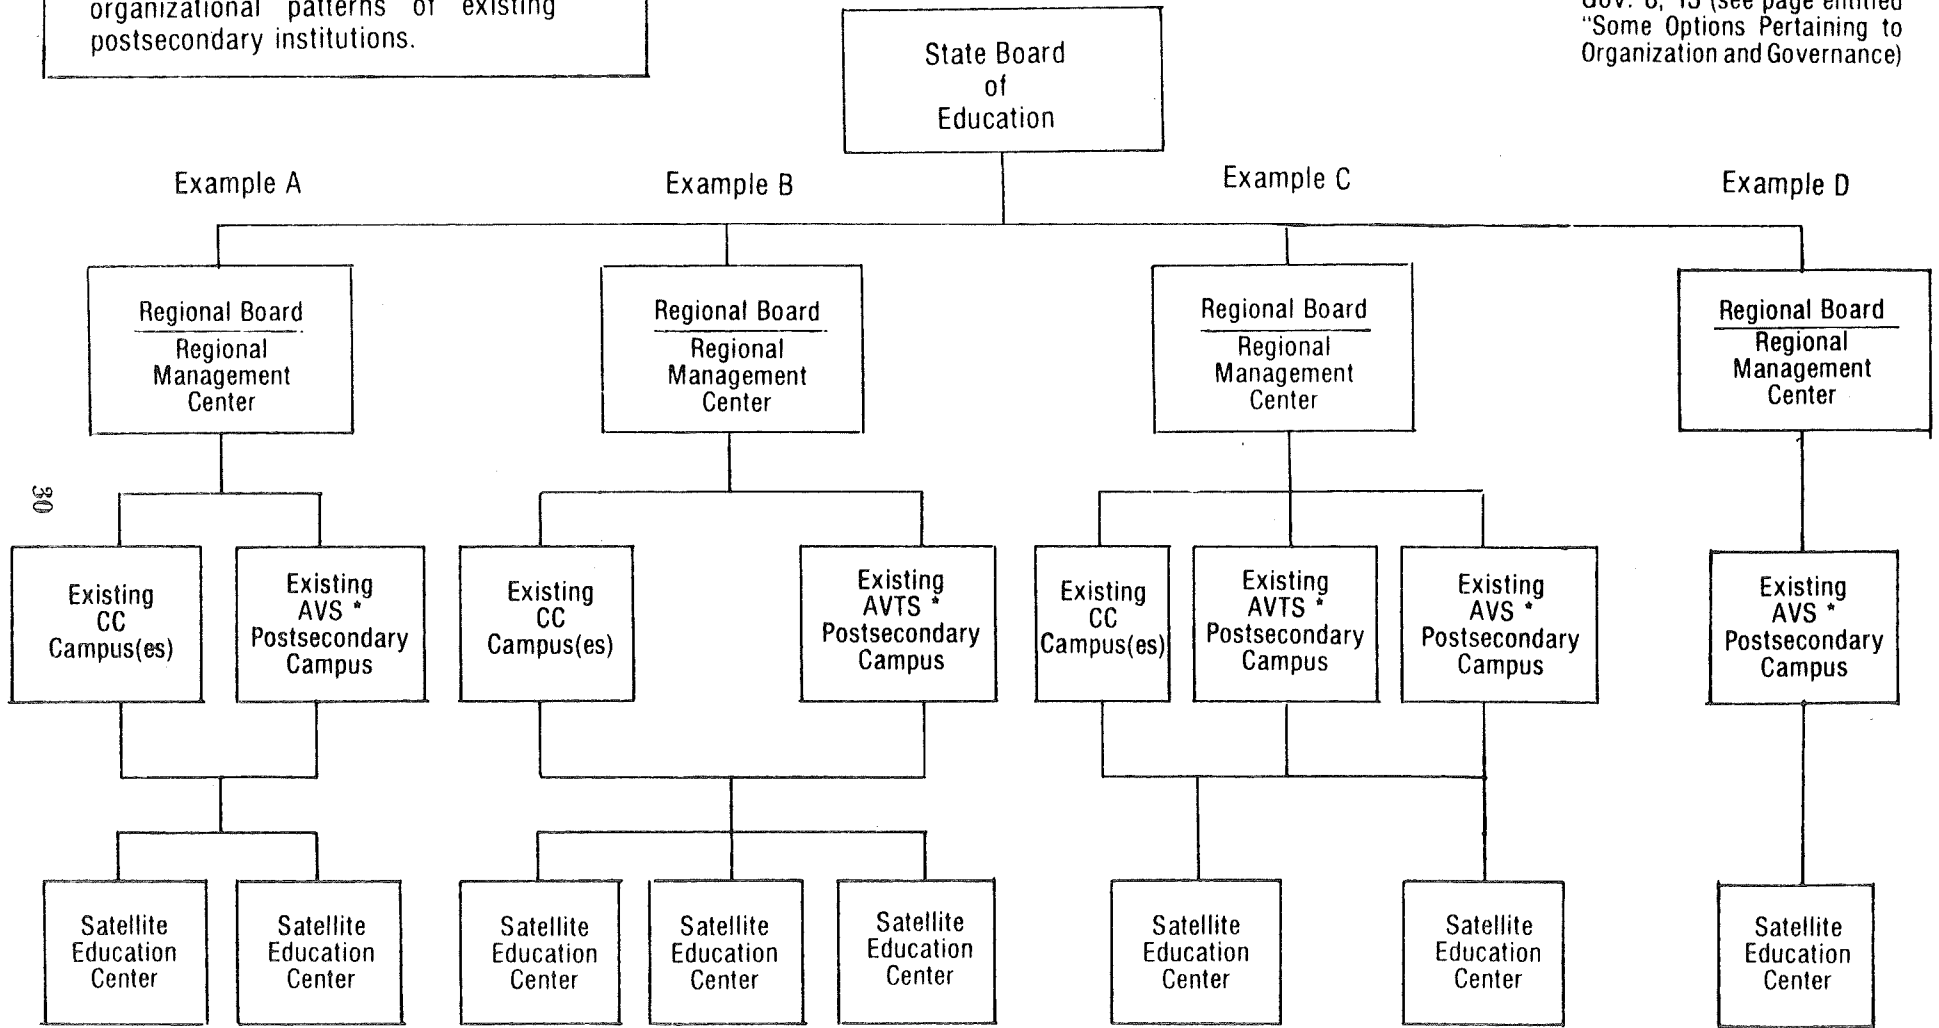 organizational patterns of existing
postsecondary institutions.
"Some Options Pertaining to
Organization and Governance)
State Board
of
Education
Example A
Example B
Example C
Example D
Regional Board
Regional
Management
Center
Regional Board
Regional
Management
Center
Regional Board
Regional
Management
Center
Regional Board
Regional
Management
Center
30
Existing
CC
Campus(es)
Existing
AVS *
Postsecondary
Campus
Existing
CC
Campus(es)
Existing
AVTS *
Postsecondary
Campus
Existing
CC
Campus(es)
Existing
AVTS *
Postsecondary
Campus
Existing
AVS *
Postsecondary
Campus
Existing
AVS *
Postsecondary
Campus
Satellite
Education
Center
Satellite
Education
Center
Satellite
Education
Center
Satellite
Education
Center
Satellite
Education
Center
Satellite
Education
Center
Satellite
Education
Center
Satellite
Education
Center